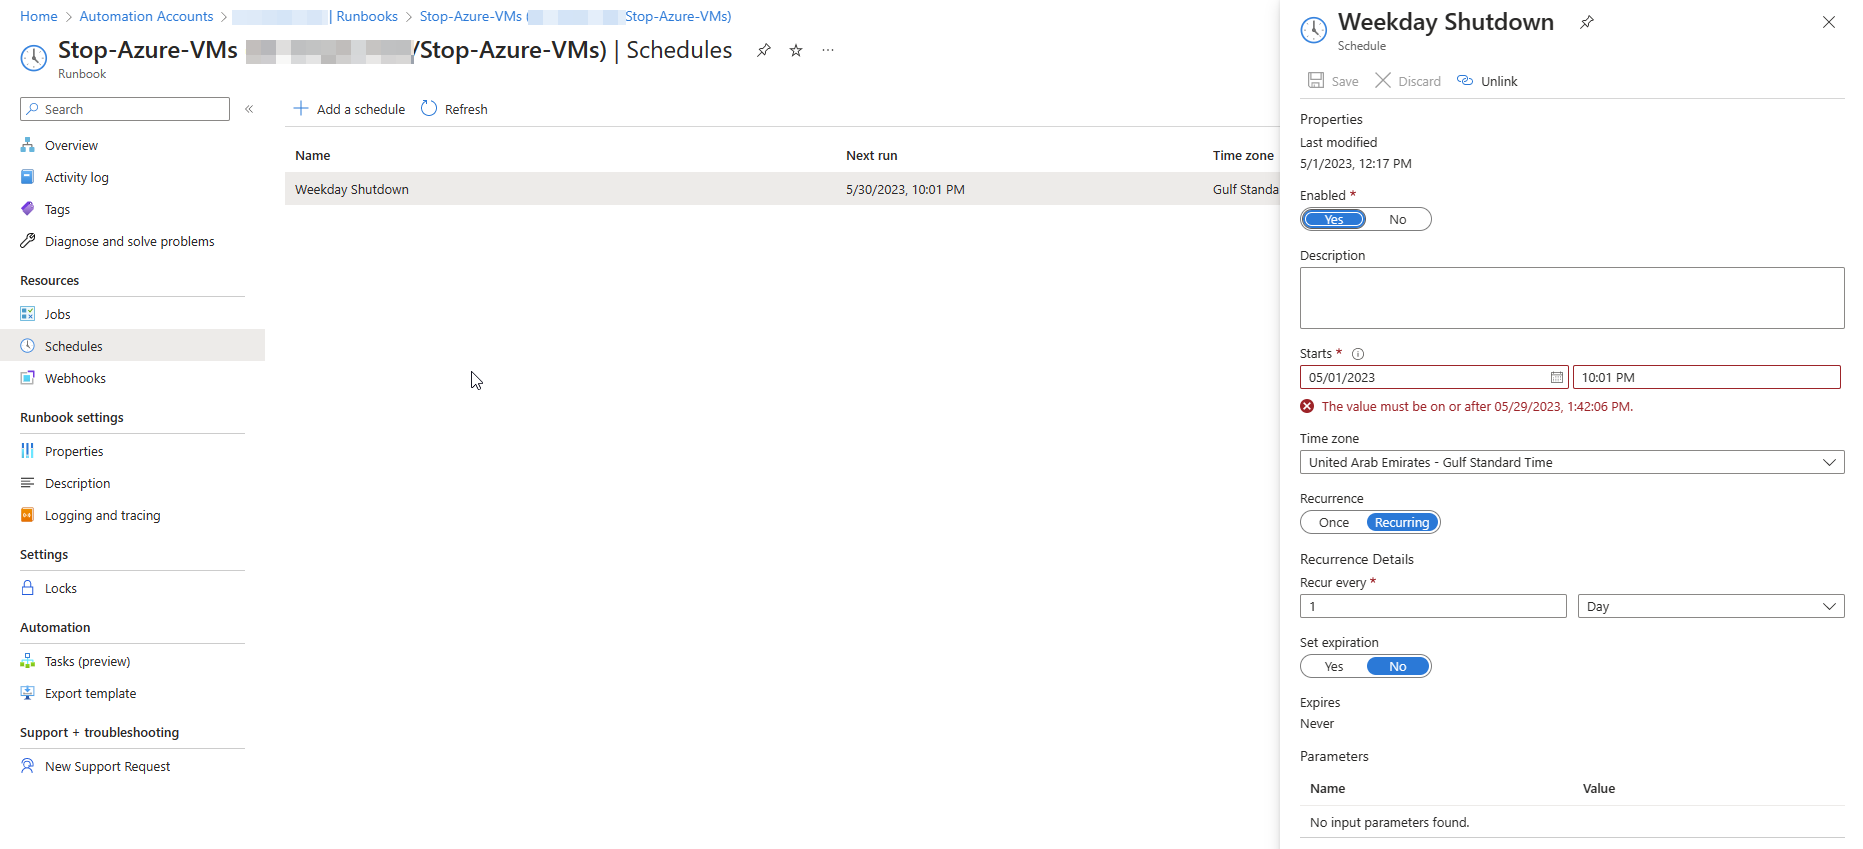 Home > Automation Accounts > | Runbooks > Stop-Azure-VMs ( Stop-Azure-VMs)
Stop-Azure-VMs /Stop-Azure-VMs) | Schedules
Runbook
Search
Overview
Activity log
Tags
Diagnose and solve problems
Resources
Jobs
Schedules
Webhooks
Runbook settings
Properties
Description
Logging and tracing
Settings
Locks
Automation
Tasks (preview)
Export template
Support + troubleshooting
New Support Request
Add a schedule Refresh
Name Next run Time zone
Weekday Shutdown 5/30/2023, 10:01 PM Gulf Standa
Weekday Shutdown
Schedule
Save Discard Unlink
Properties
Last modified
5/1/2023, 12:17 PM
Enabled *
Yes No
Description
Starts *
05/01/2023 10:01 PM
The value must be on or after 05/29/2023, 1:42:06 PM.
Time zone
United Arab Emirates - Gulf Standard Time
Recurrence
Once Recurring
Recurrence Details
Recur every *
1 Day
Set expiration
Yes No
Expires
Never
Parameters
Name Value
No input parameters found.